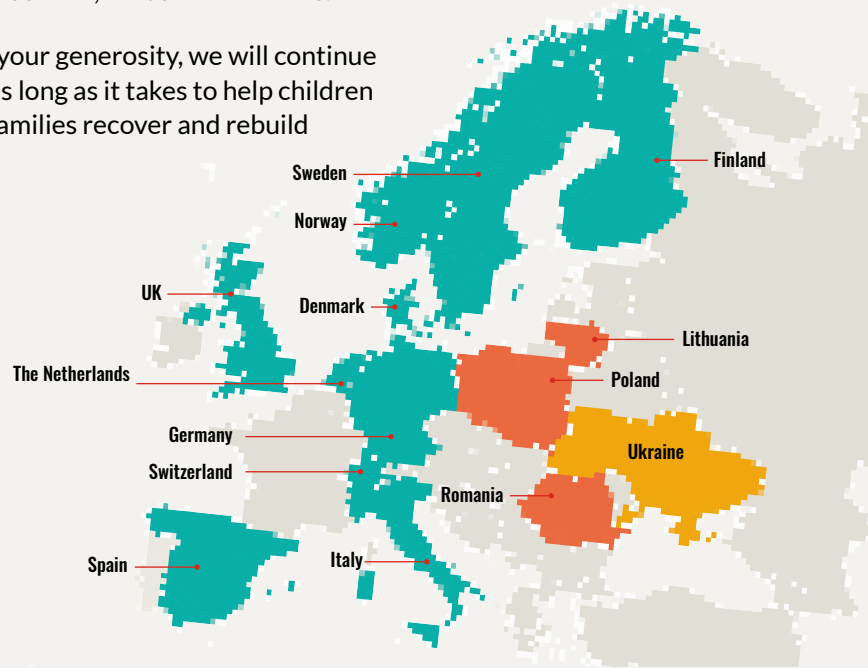 your generosity, we will continue
s long as it takes to help children
amilies recover and rebuild
Sweden
Finland
Norway
UK
Denmark
Lithuania
The Netherlands
Poland
Germany
Ukraine
Switzerland
Romania
Spain
Italy